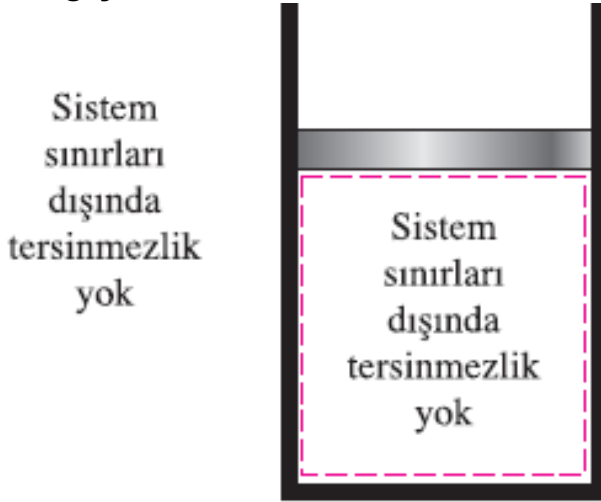 Sistem
sınırları
dışında
tersinmezlik
yok
Sistem
sınırları
dışında
tersinmezlik
yok